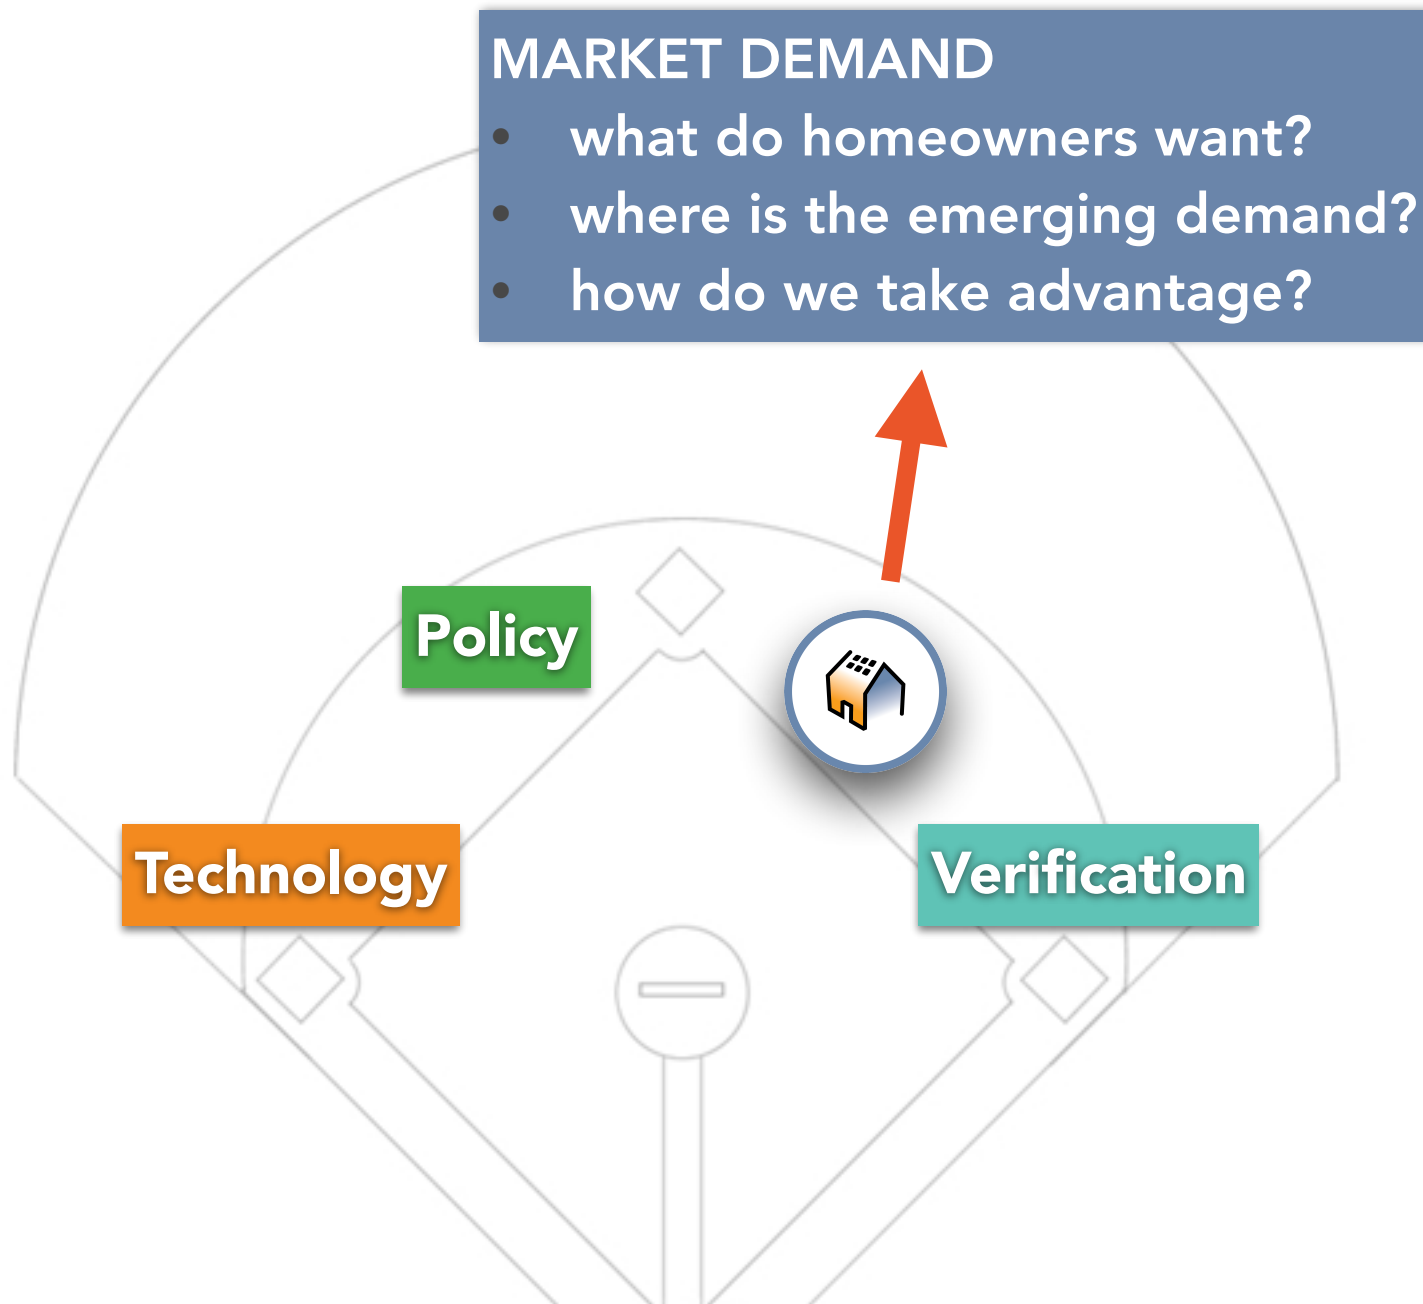 MARKET DEMAND
• what do homeowners want?
• where is the emerging demand?
• how do we take advantage?
Policy
Technology
Verification